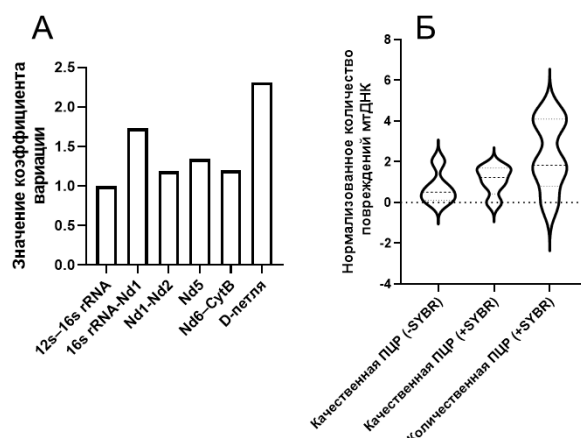 А
Значение коэффициента
вариации
2.5
2.0
1.5
1.0
0.5
0.0
12s–16s rRNA
16s rRNA-Nd1
Nd1-Nd2
Nd5
Nd6–CytB
D-петля
Б
Нормализованное количество
повреждений мтДНК
8
6
4
2
0
-2
-4
Качественная ПЦР (-SYBR)
Качественная ПЦР (+SYBR)
Количественная ПЦР (+SYBR)